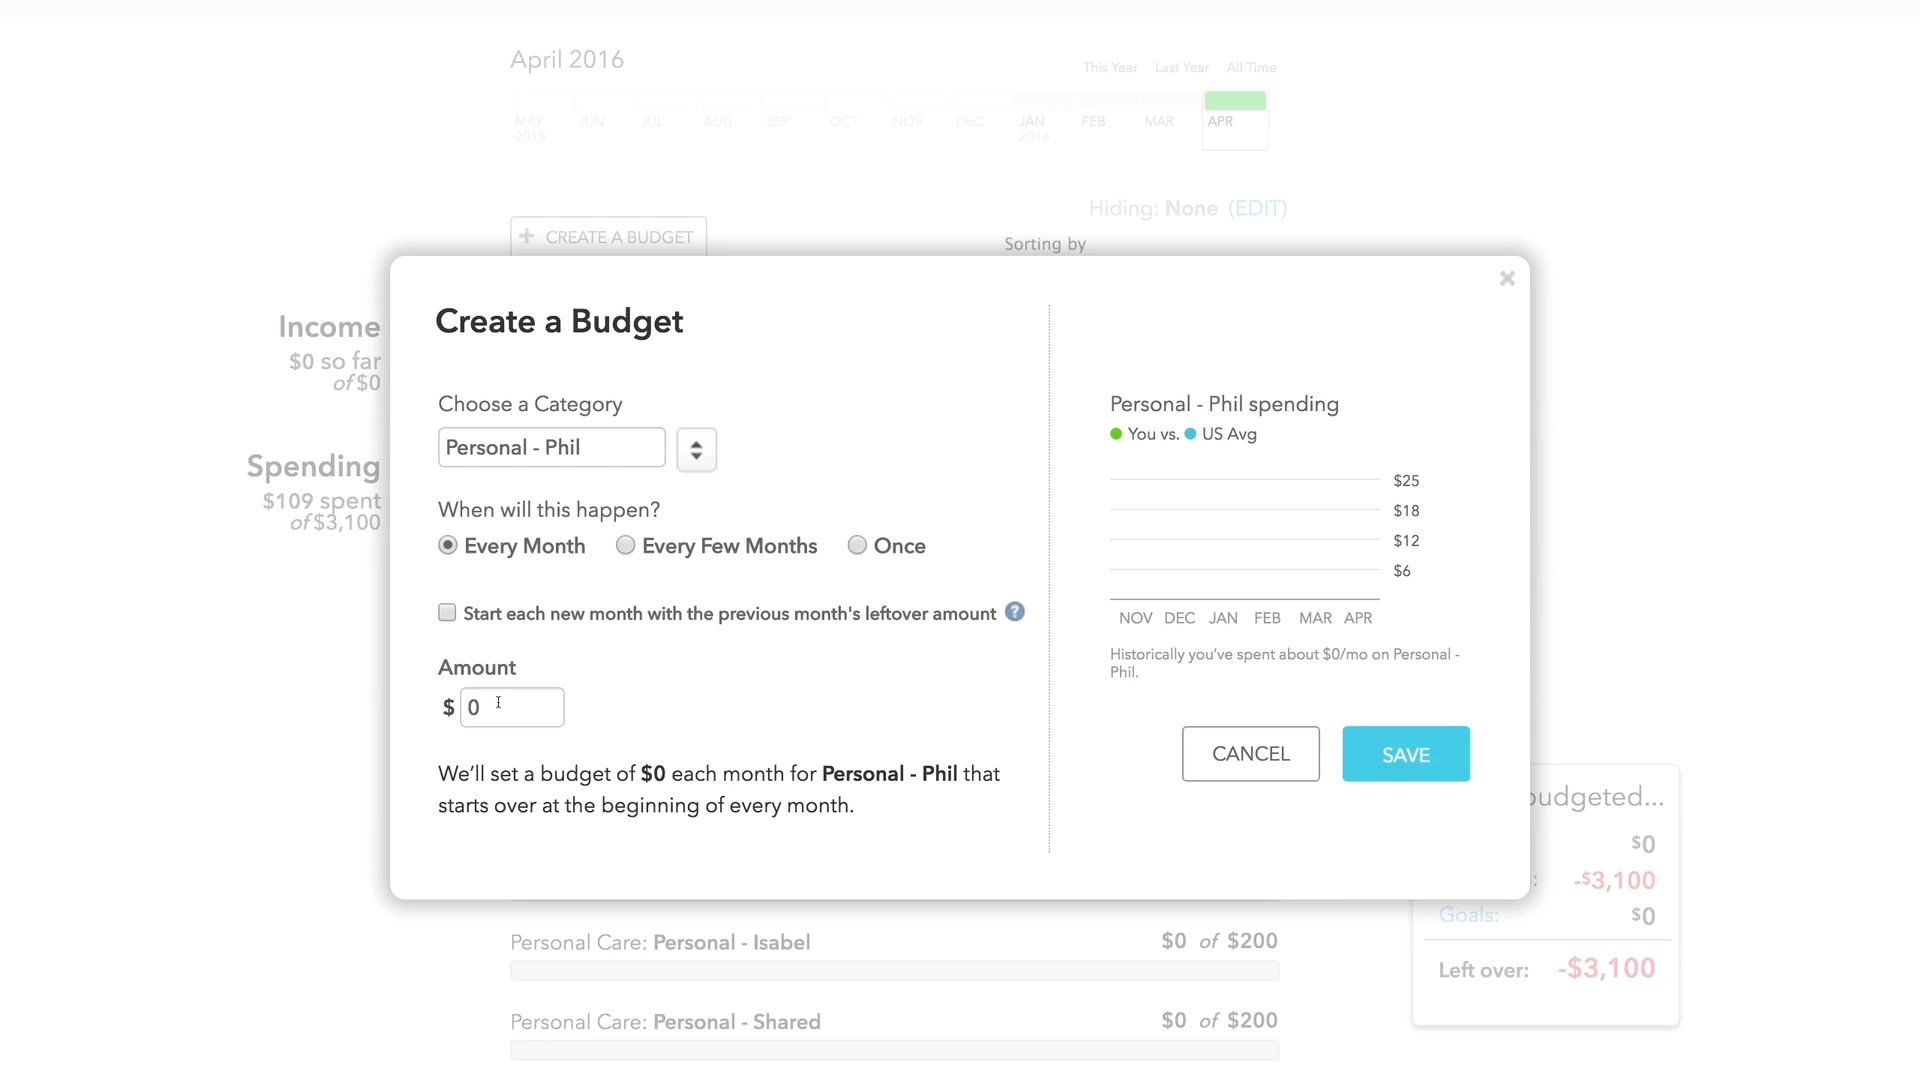 April 2016
This Year Last Year All Time
MAY JUN JUL AUG SEP OCT NOV DEC JAN FEB MAR APR
2015 2016
Hiding: None (EDIT)
+ CREATE A BUDGET
Sorting by
Income
$0 so far
of $0
Spending
$109 spent
of $3,100
Create a Budget
Choose a Category
Personal - Phil
When will this happen?
Every Month Every Few Months Once
Start each new month with the previous month's leftover amount ?
Amount
$ 0
We'll set a budget of $0 each month for Personal - Phil that
starts over at the beginning of every month.
Personal - Phil spending
You vs. US Avg
$25
$18
$12
$6
NOV DEC JAN FEB MAR APR
Historically you've spent about $0/mo on Personal -
Phil.
CANCEL SAVE
budgeted...
$0
: -$3,100
Goals: $0
Left over: -$3,100
Personal Care: Personal - Isabel $0 of $200
Personal Care: Personal - Shared $0 of $200